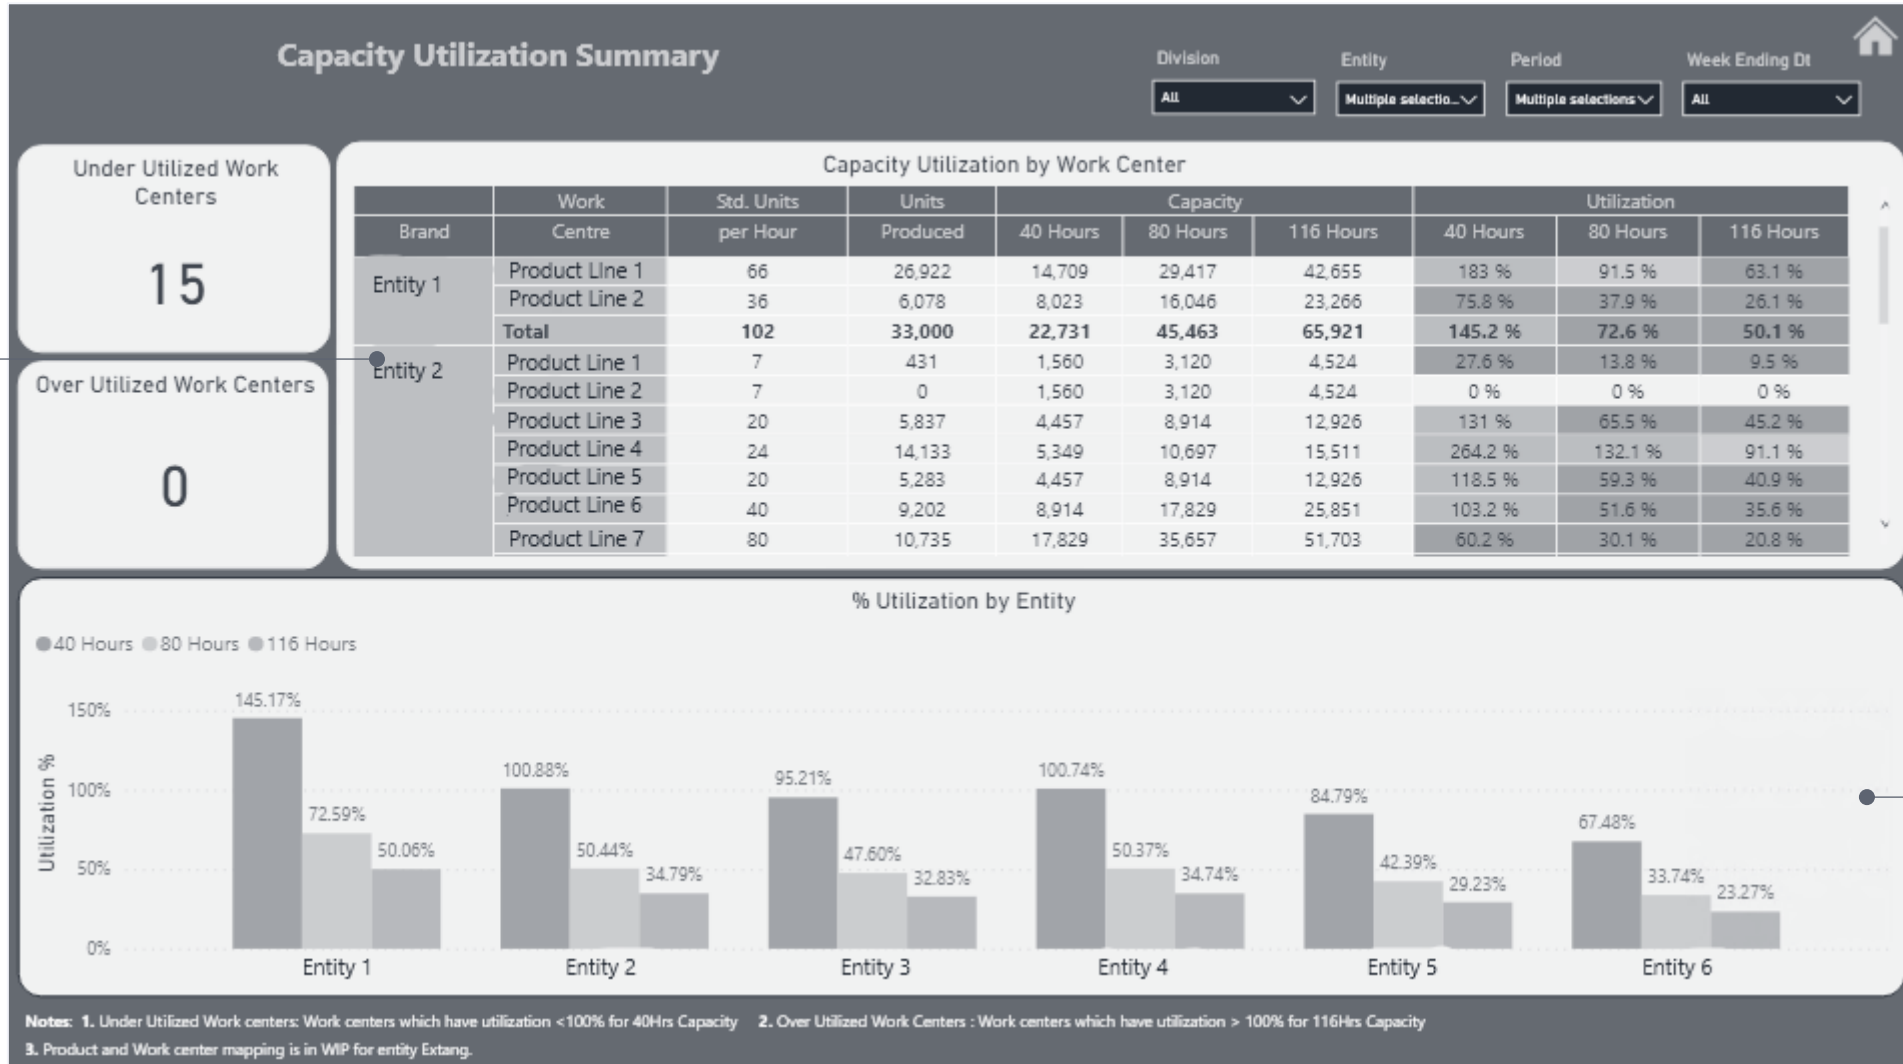 Capacity Utilization Summary
Division Entity Period Week Ending Dt
All Multiple selectio... Multiple selections All
Under Utilized Work
Centers
15
Over Utilized Work Centers
0
Capacity Utilization by Work Center
Work Std. Units Units Capacity Utilization
Brand Centre per Hour Produced 40 Hours 80 Hours 116 Hours 40 Hours 80 Hours 116 Hours
Entity 1 Product LIne 1 66 26,922 14,709 29,417 42,655 183 % 91.5 % 63.1 %
Product Line 2 36 6,078 8,023 16,046 23,266 75.8 % 37.9 % 26.1 %
Total 102 33,000 22,731 45,463 65,921 145.2 % 72.6 % 50.1 %
Entity 2 Product Line 1 7 431 1,560 3,120 4,524 27.6 % 13.8 % 9.5 %
Product Line 2 7 0 1,560 3,120 4,524 0 % 0 % 0 %
Product Line 3 20 5,837 4,457 8,914 12,926 131 % 65.5 % 45.2 %
Product Line 4 24 14,133 5,349 10,697 15,511 264.2 % 132.1 % 91.1 %
Product Line 5 20 5,283 4,457 8,914 12,926 118.5 % 59.3 % 40.9 %
Product Line 6 40 9,202 8,914 17,829 25,851 103.2 % 51.6 % 35.6 %
Product Line 7 80 10,735 17,829 35,657 51,703 60.2 % 30.1 % 20.8 %
% Utilization by Entity
40 Hours 80 Hours 116 Hours
Utilization %
150%
100%
50%
0%
145.17% 72.59% 50.06%
100.88% 50.44% 34.79%
95.21% 47.60% 32.83%
100.74% 50.37% 34.74%
84.79% 42.39% 29.23%
67.48% 33.74% 23.27%
Entity 1 Entity 2 Entity 3 Entity 4 Entity 5 Entity 6
Notes: 1. Under Utilized Work centers: Work centers which have utilization <100% for 40Hrs Capacity 2. Over Utilized Work Centers : Work centers which have utilization > 100% for 116Hrs Capacity
3. Product and Work center mapping is in WIP for entity Extang.